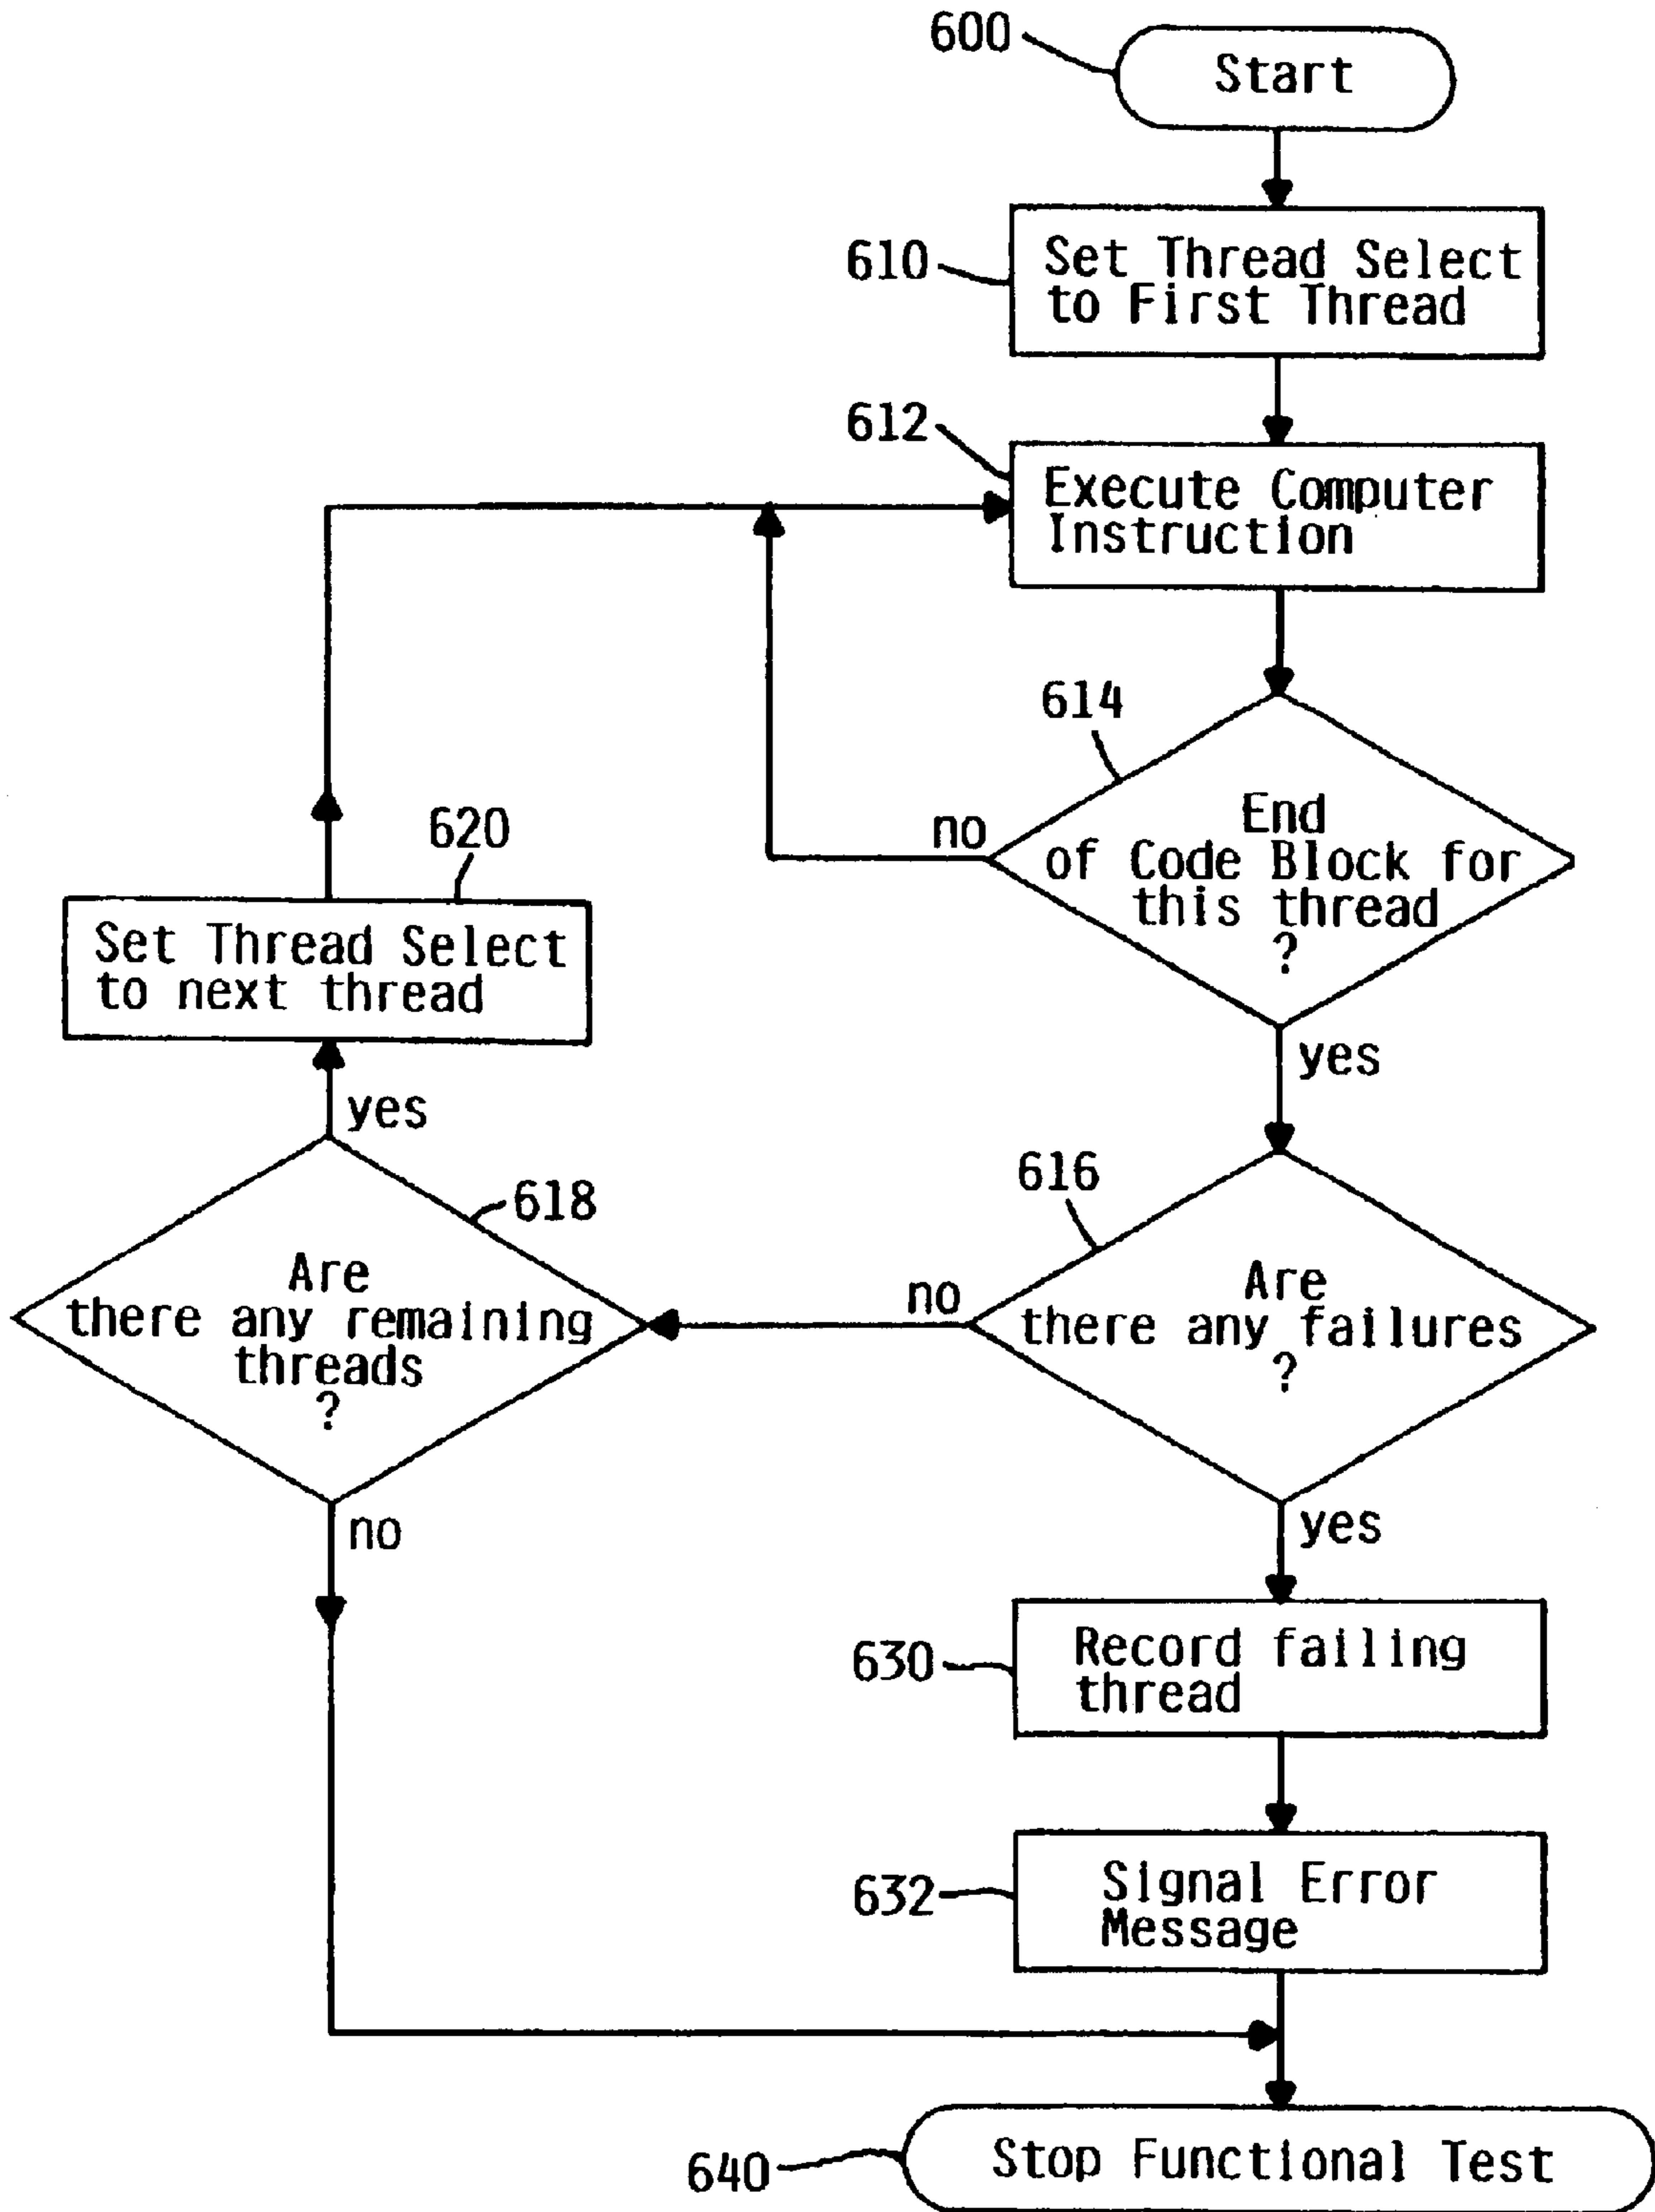 600
Start
610
Set Thread Select
to First Thread
612
Execute Computer
Instruction
614
End
of Code Block for
this thread
?
no
yes
620
Set Thread Select
to next thread
yes
618
Are
there any remaining
threads
?
no
616
Are
there any failures
?
no
yes
630
Record failing
thread
632
Signal Error
Message
640
Stop Functional Test